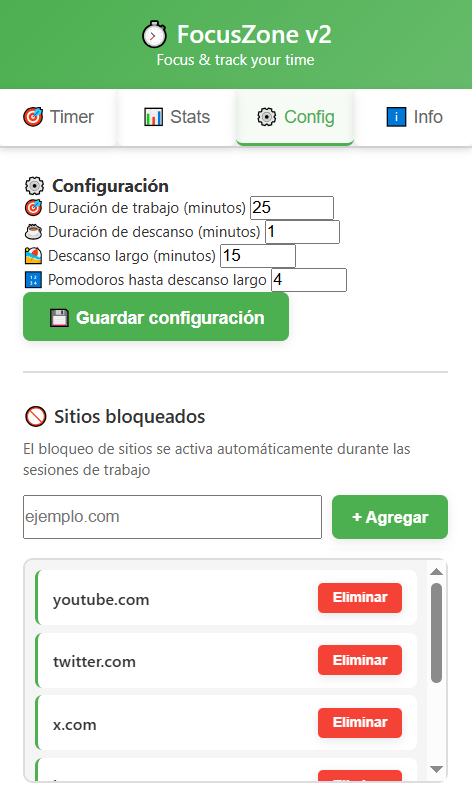 FocusZone v2
Focus & track your time
Timer
Stats
Config
Info
Configuración
Duración de trabajo (minutos) 25
Duración de descanso (minutos) 1
Descanso largo (minutos) 15
Pomodoros hasta descanso largo 4
Guardar configuración
Sitios bloqueados
El bloqueo de sitios se activa automáticamente durante las
sesiones de trabajo
ejemplo.com
+ Agregar
youtube.com
Eliminar
twitter.com
Eliminar
x.com
Eliminar